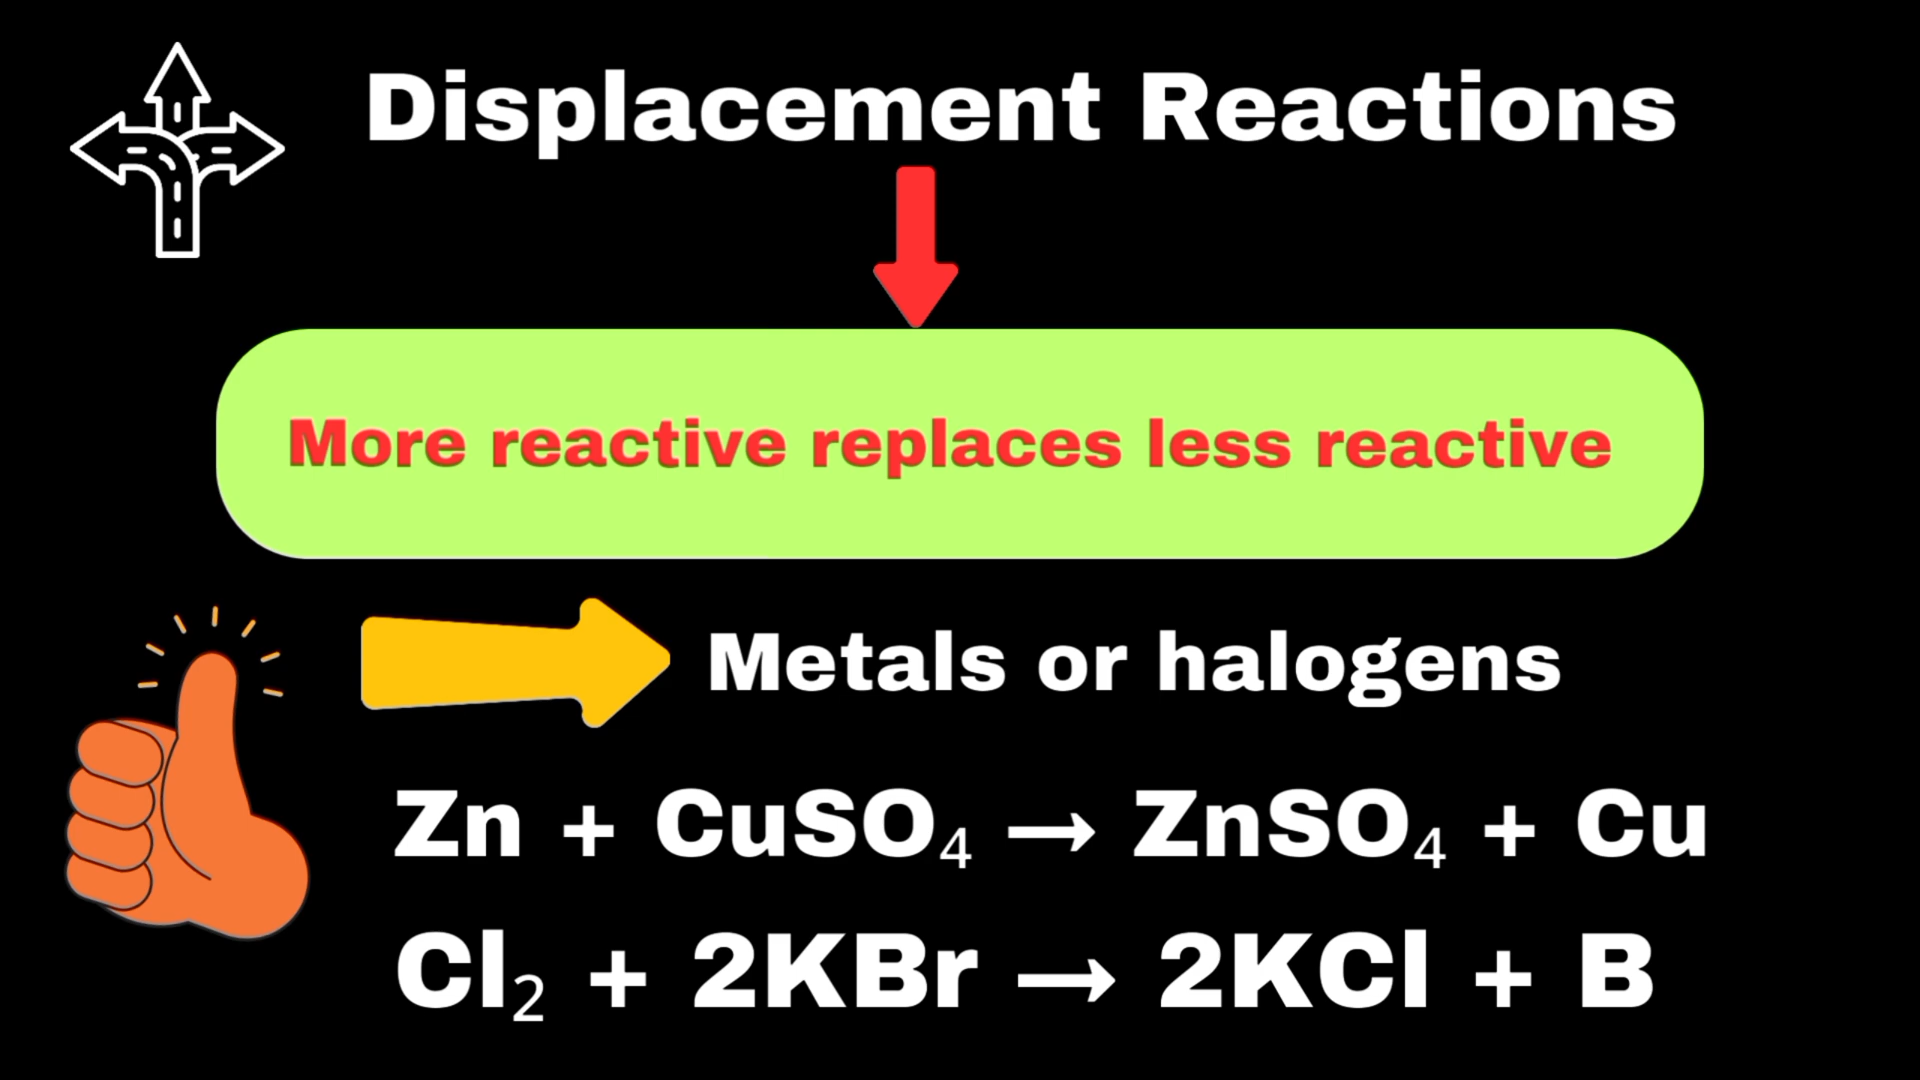 Displacement Reactions
More reactive replaces less reactive
Metals or halogens
Zn + CuSO₄ → ZnSO₄ + Cu
Cl₂ + 2KBr → 2KCl + B